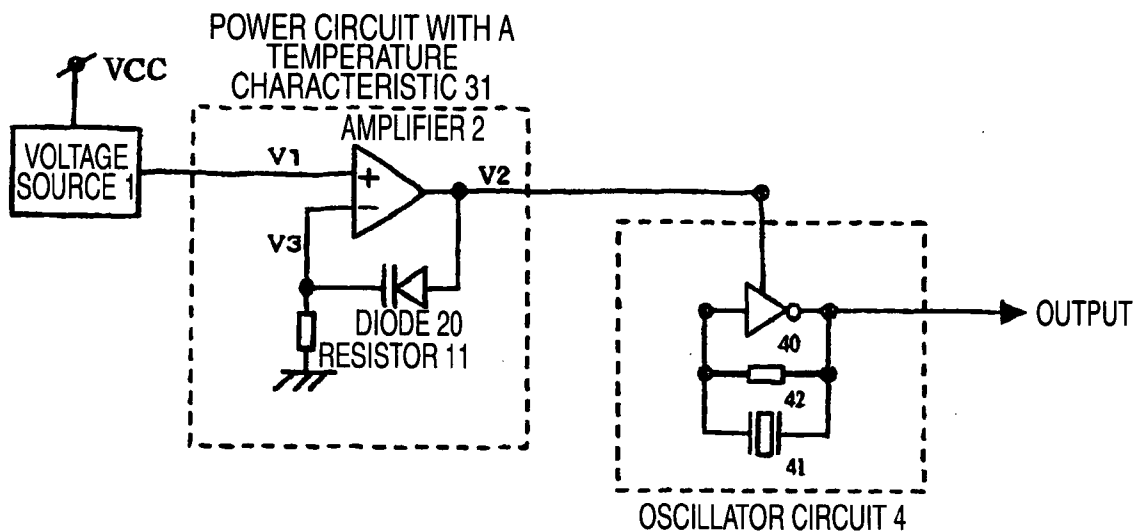 POWER CIRCUIT WITH A
TEMPERATURE
CHARACTERISTIC 31
VCC
AMPLIFIER 2
VOLTAGE
SOURCE 1
V1
+
V2
−
V3
DIODE 20
RESISTOR 11
40
OUTPUT
42
41
OSCILLATOR CIRCUIT 4